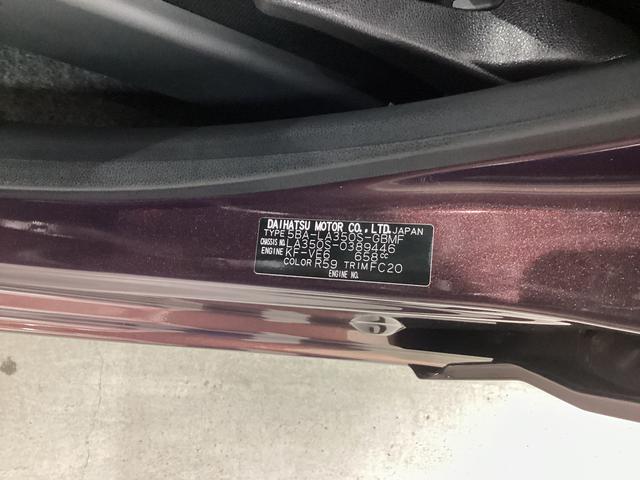 DAIHATSU MOTOR CO., LTD. JAPAN
TYPE 5BA-LA350S-GBMF
CHASSIS NO. LA350S-0389446
ENGINE KF-VE6 658cc
COLOR R59 TRIM FC20
ENGINE NO.